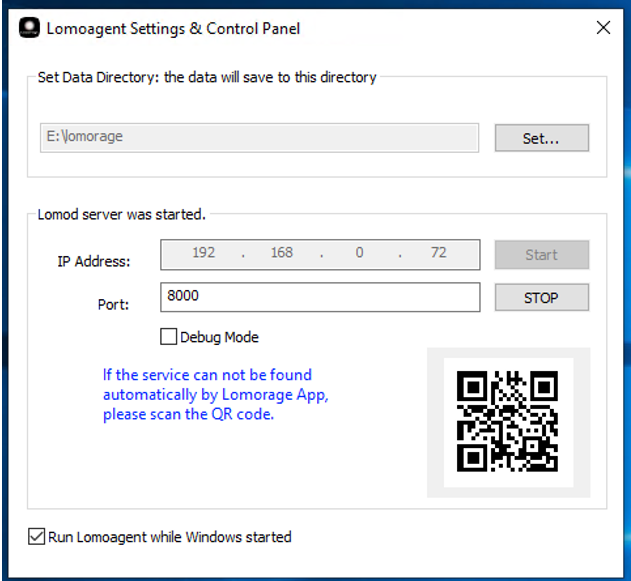 Lomoagent Settings & Control Panel
Set Data Directory: the data will save to this directory
E:\lomorage
Set...
Lomod server was started.
IP Address:
192 . 168 . 0 . 72
Start
Port:
8000
STOP
Debug Mode
If the service can not be found
automatically by Lomorage App,
please scan the QR code.
Run Lomoagent while Windows started